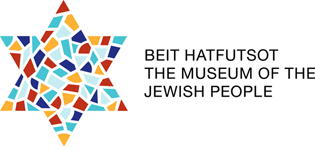 BEIT HATFUTSOT
THE MUSEUM OF THE
JEWISH PEOPLE